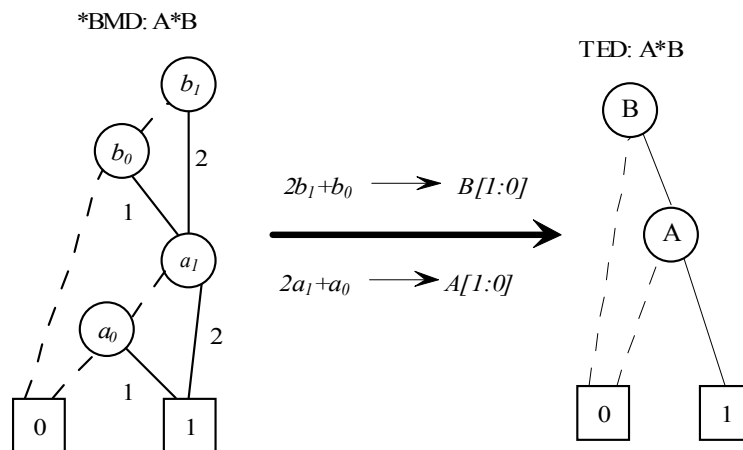 *BMD: A*B
b1
b0
2
1
a1
a0
2
1
0
1
2b1+b0 → B[1:0]
2a1+a0 → A[1:0]
TED: A*B
B
A
0
1